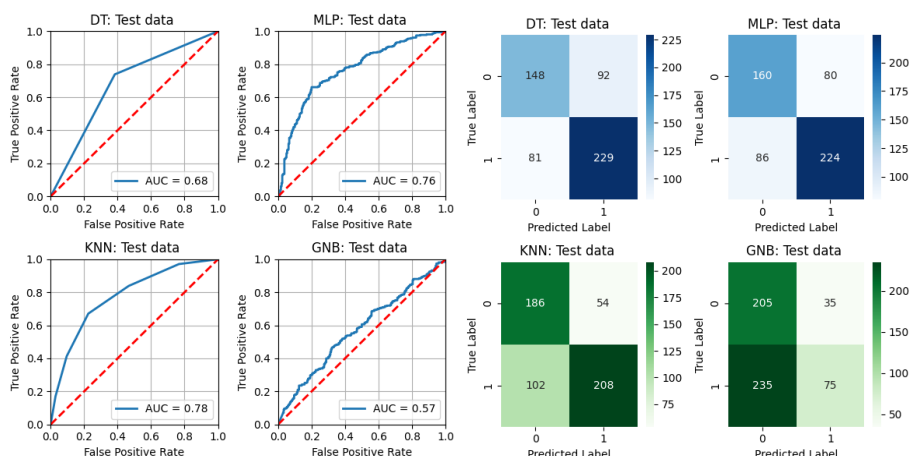 DT: Test data
1.0
0.8
0.6
0.4
0.2
0.0
True Positive Rate
AUC = 0.68
0.0 0.2 0.4 0.6 0.8 1.0
False Positive Rate
MLP: Test data
1.0
0.8
0.6
0.4
0.2
0.0
True Positive Rate
AUC = 0.76
0.0 0.2 0.4 0.6 0.8 1.0
False Positive Rate
DT: Test data
True Label
0 148 92
1 81 229
0 1
Predicted Label
225
200
175
150
125
100
MLP: Test data
True Label
0 160 80
1 86 224
0 1
Predicted Label
200
150
100
KNN: Test data
1.0
0.8
0.6
0.4
0.2
0.0
True Positive Rate
AUC = 0.78
0.0 0.2 0.4 0.6 0.8 1.0
False Positive Rate
GNB: Test data
1.0
0.8
0.6
0.4
0.2
0.0
True Positive Rate
AUC = 0.57
0.0 0.2 0.4 0.6 0.8 1.0
False Positive Rate
KNN: Test data
True Label
0 186 54
1 102 208
0 1
Predicted Label
200
175
150
125
100
75
GNB: Test data
True Label
0 205 35
1 235 75
0 1
Predicted Label
200
150
100
50